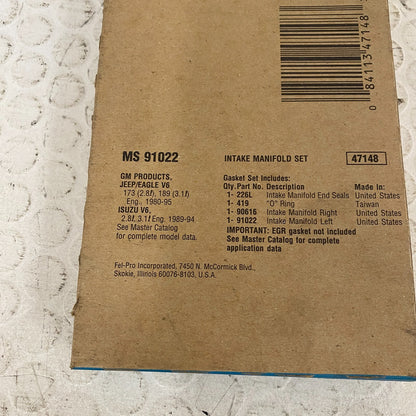 0 84113 47148
MS 91022
INTAKE MANIFOLD SET
47148
GM PRODUCTS,
JEEP/EAGLE V6
173 (2.8ℓ), 189 (3.1ℓ)
Eng., 1980-95
ISUZU V6,
2.8ℓ, 3.1ℓ Eng. 1989-94
See Master Catalog
for complete model data.
Gasket Set Includes:
Qty. Part No. Description Made in:
1- 226L Intake Manifold End Seals United States
1- 419 "O" Ring Taiwan
1- 90616 Intake Manifold Right United States
1- 91022 Intake Manifold Left United States
IMPORTANT: EGR gasket not included
See Master Catalog for complete
application data
Fel-Pro Incorporated, 7450 N. McCormick Blvd.,
Skokie, Illinois 60076-8103, U.S.A.